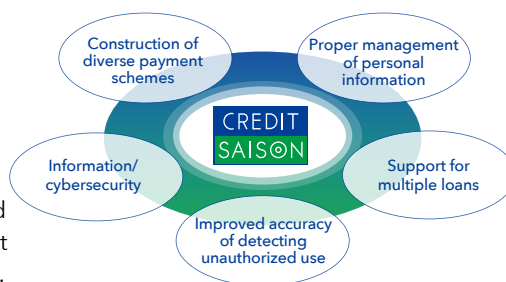 Construction of
diverse payment
schemes
Proper management
of personal
information
CREDIT
SAISON
Information/
cybersecurity
Support for
multiple loans
Improved accuracy
of detecting
unauthorized use
d
t
.